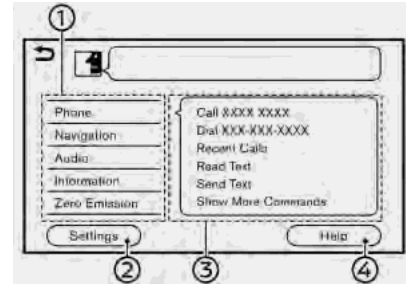 ①
Phone
Navigation
Audio
Information
Zero Emission
Call XXXX XXXX
Dial XXX-XXX-XXXX
Recent Calls
Read Text
Send Text
Show More Commands
Settings
Help
② ③ ④